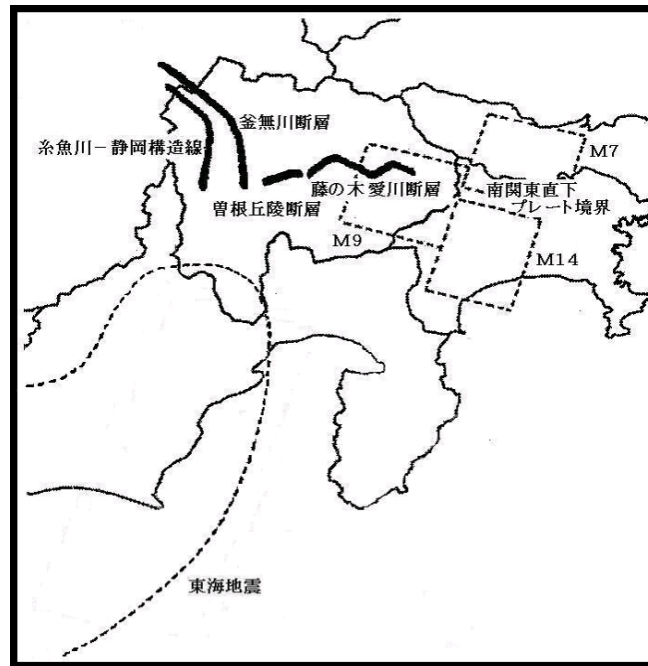 釜無川断層
糸魚川－静岡構造線
M7
藤の木愛川断層
南関東直下
プレート境界
曽根丘陵断層
M9
M14
東海地震